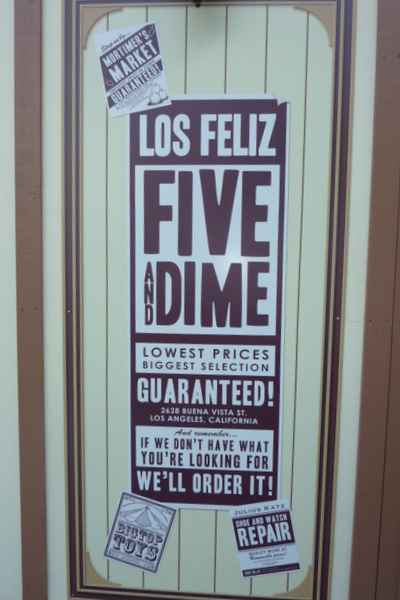 MORTIMER'S
MARKET
GUARANTEED!
LOS FELIZ
FIVE
AND
DIME
LOWEST PRICES
BIGGEST SELECTION
GUARANTEED!
2628 BUENA VISTA ST.
LOS ANGELES, CALIFORNIA
And remember...
IF WE DON'T HAVE WHAT
YOU'RE LOOKING FOR
WE'LL ORDER IT!
BIGTOP
TOYS
JULIUS KATZ
SHOE AND WATCH
REPAIR